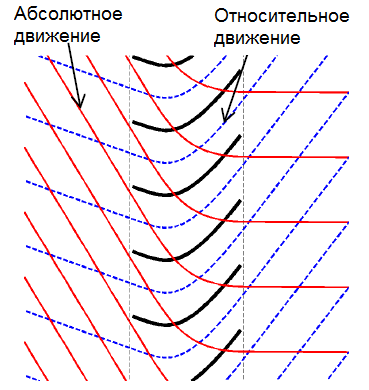 Абсолютное
движение
Относительное
движение